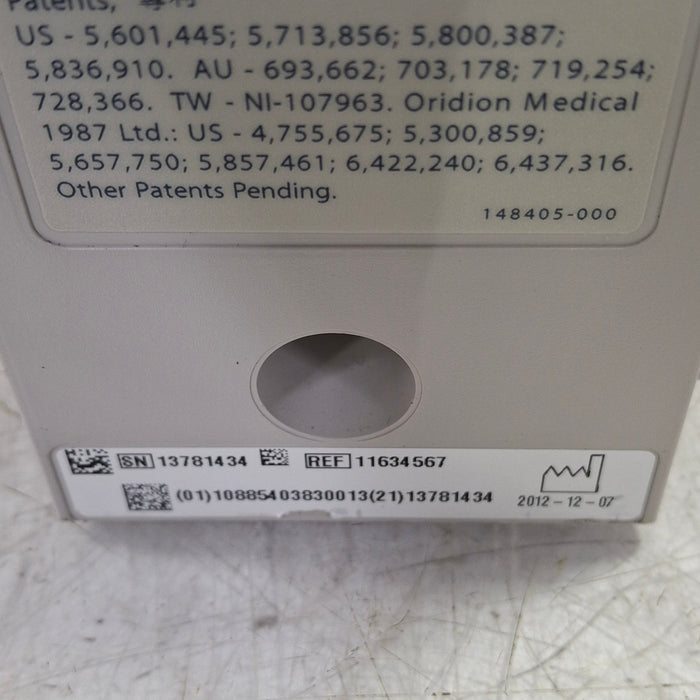 Patents, 專利
US - 5,601,445; 5,713,856; 5,800,387;
5,836,910. AU - 693,662; 703,178; 719,254;
728,366. TW - NI-107963. Oridion Medical
1987 Ltd.: US - 4,755,675; 5,300,859;
5,657,750; 5,857,461; 6,422,240; 6,437,316.
Other Patents Pending.
148405-000
SN 13781434 REF 11634567
(01)10885403830013(21)13781434
2012-12-07